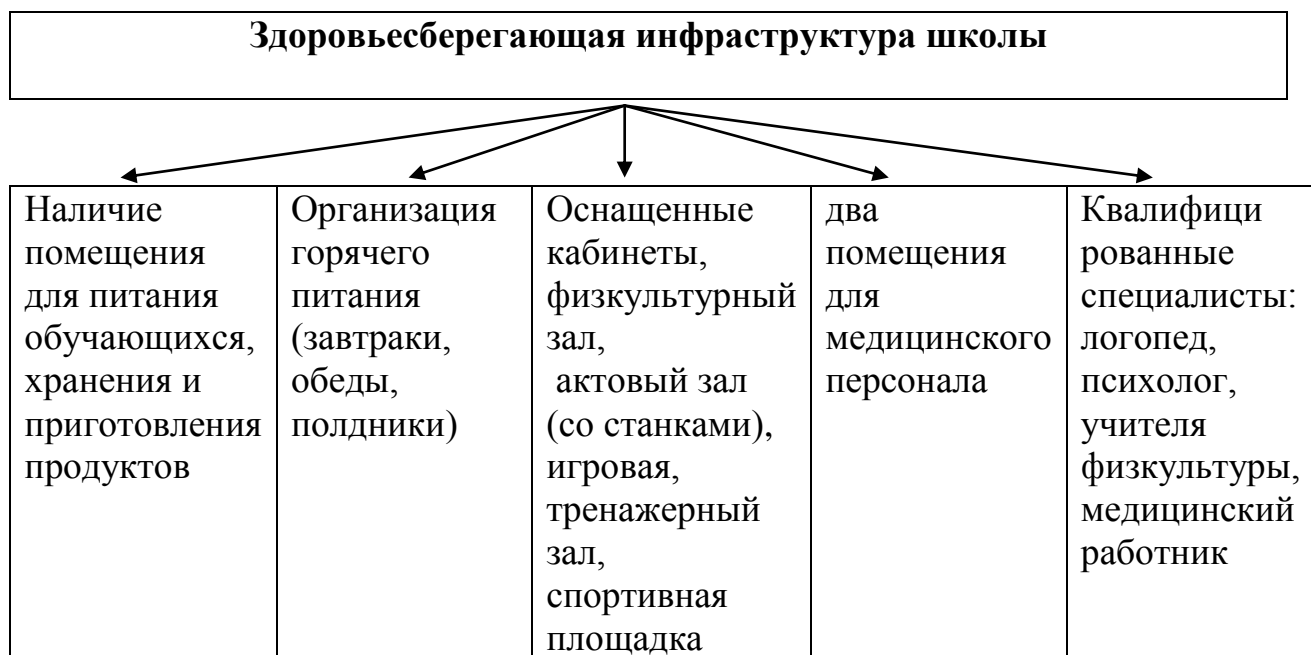 Здоровьесберегающая инфраструктура школы
Наличие
помещения
для питания
обучающихся,
хранения и
приготовления
продуктов
Организация
горячего
питания
(завтраки,
обеды,
полдники)
Оснащенные
кабинеты,
физкультурный
зал,
актовый зал
(со станками),
игровая,
тренажерный
зал,
спортивная
площадка
два
помещения
для
медицинского
персонала
Квалифици
рованные
специалисты:
логопед,
психолог,
учителя
физкультуры,
медицинский
работник